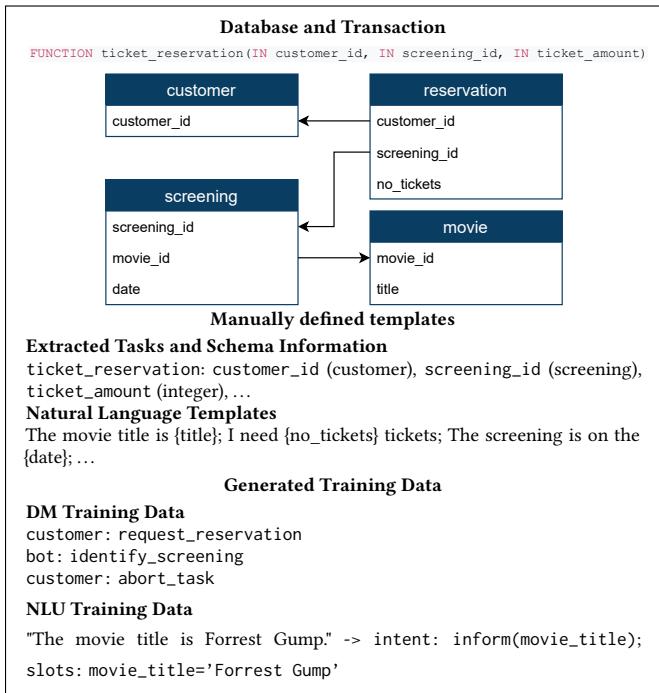 Database and Transaction
FUNCTION ticket_reservation(IN customer_id, IN screening_id, IN ticket_amount)
customer
customer_id
reservation
customer_id
screening_id
no_tickets
screening
screening_id
movie_id
date
movie
movie_id
title
Manually defined templates
Extracted Tasks and Schema Information
ticket_reservation: customer_id (customer), screening_id (screening),
ticket_amount (integer), …
Natural Language Templates
The movie title is {title}; I need {no_tickets} tickets; The screening is on the
{date}; …
Generated Training Data
DM Training Data
customer: request_reservation
bot: identify_screening
customer: abort_task
NLU Training Data
"The movie title is Forrest Gump." -> intent: inform(movie_title);
slots: movie_title=’Forrest Gump’